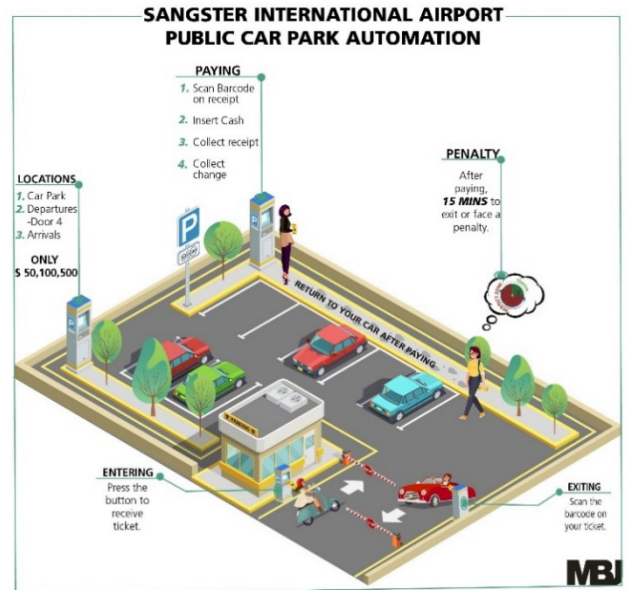 SANGSTER INTERNATIONAL AIRPORT
PUBLIC CAR PARK AUTOMATION
PAYING
1. Scan Barcode
on receipt
2. Insert Cash
3. Collect receipt
4. Collect
change
LOCATIONS
1. Car Park
2. Departures
-Door 4
3. Arrivals
ONLY
$ 50,100,500
PENALTY
After
paying,
15 MINS to
exit or face a
penalty.
P
RETURN TO YOUR CAR AFTER PAYING
ENTERING
Press the
button to
receive
ticket.
EXITING
Scan the
barcode on
your ticket.
MBJ